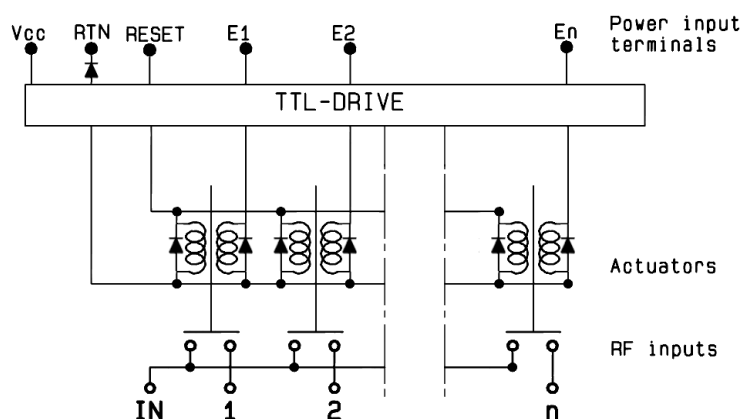 Vcc RTN RESET E1 E2 En
Power input
terminals
TTL-DRIVE
Actuators
RF inputs
IN 1 2 n